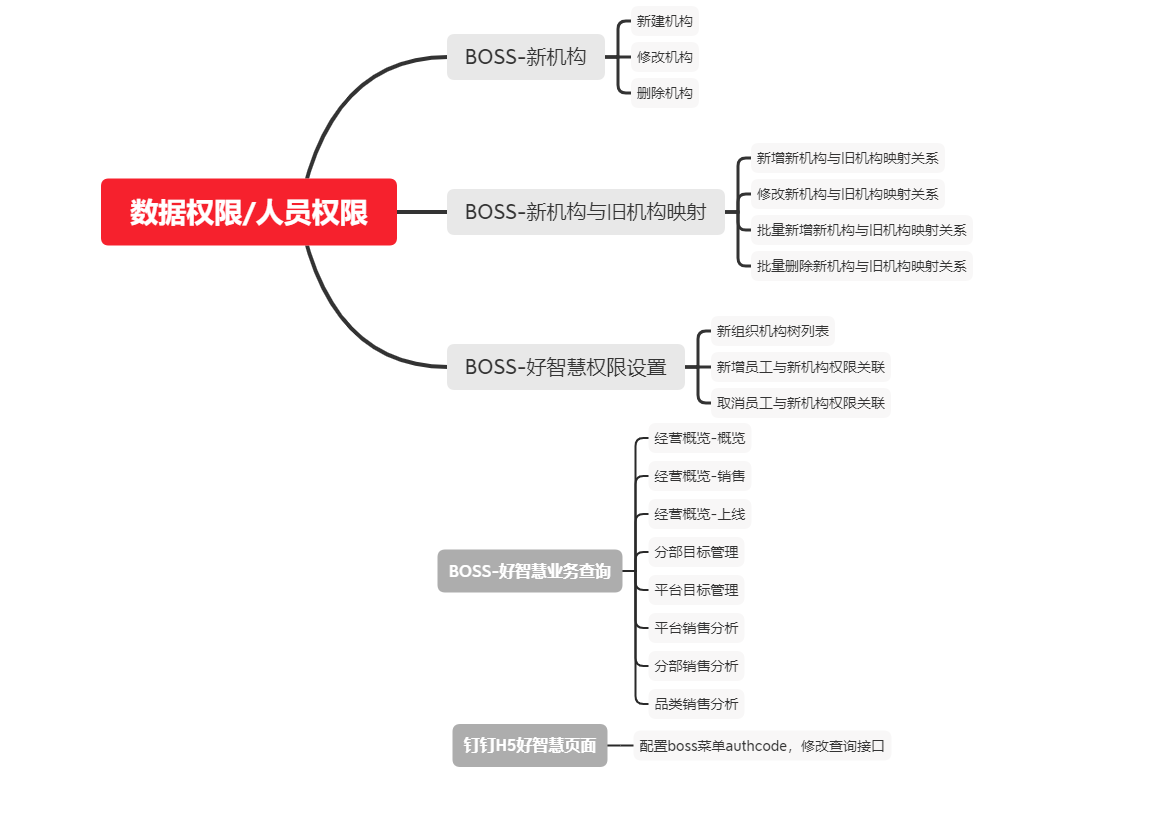 数据权限/人员权限
BOSS-新机构
新建机构
修改机构
删除机构
BOSS-新机构与旧机构映射
新增新机构与旧机构映射关系
修改新机构与旧机构映射关系
批量新增新机构与旧机构映射关系
批量删除新机构与旧机构映射关系
BOSS-好智慧权限设置
新组织机构树列表
新增员工与新机构权限关联
取消员工与新机构权限关联
BOSS-好智慧业务查询
经营概览-概览
经营概览-销售
经营概览-上线
分部目标管理
平台目标管理
平台销售分析
分部销售分析
品类销售分析
钉钉H5好智慧页面
配置boss菜单authcode，修改查询接口